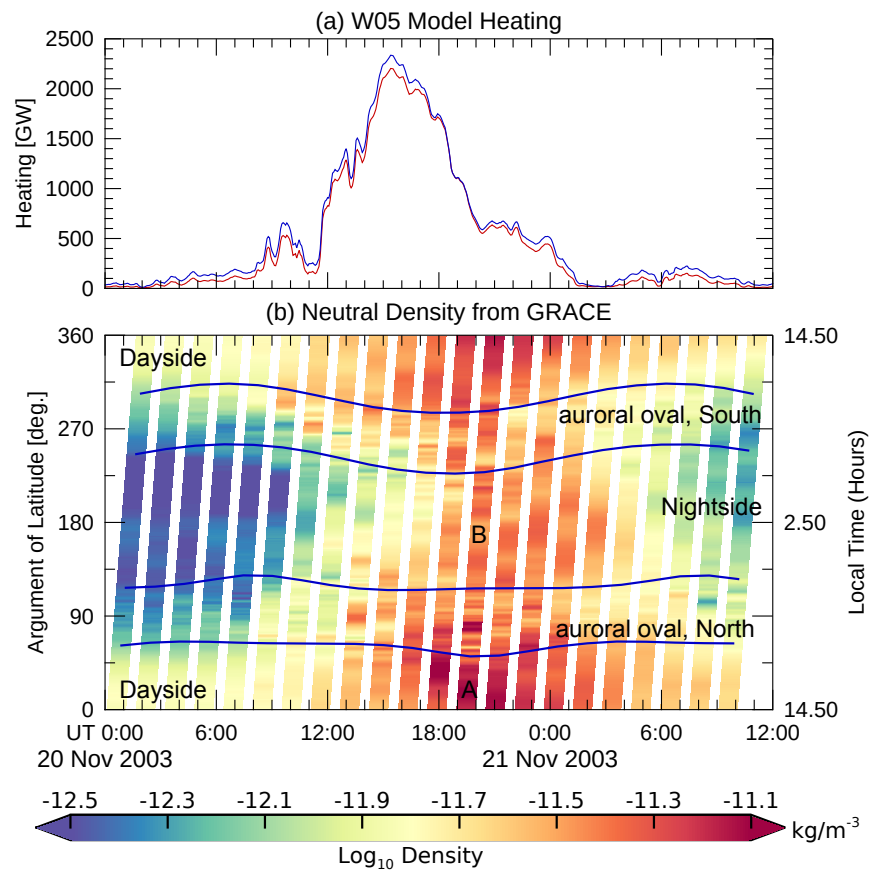 (a) W05 Model Heating
2500
2000
1500
1000
500
0
Heating [GW]
(b) Neutral Density from GRACE
360
270
180
90
0
Argument of Latitude [deg.]
14.50
2.50
14.50
Local Time (Hours)
Dayside
auroral oval, South
Nightside
B
auroral oval, North
Dayside
A
UT 0:00 6:00 12:00 18:00 0:00 6:00 12:00
20 Nov 2003 21 Nov 2003
-12.5 -12.3 -12.1 -11.9 -11.7 -11.5 -11.3 -11.1
kg/m⁻³
Log₁₀ Density